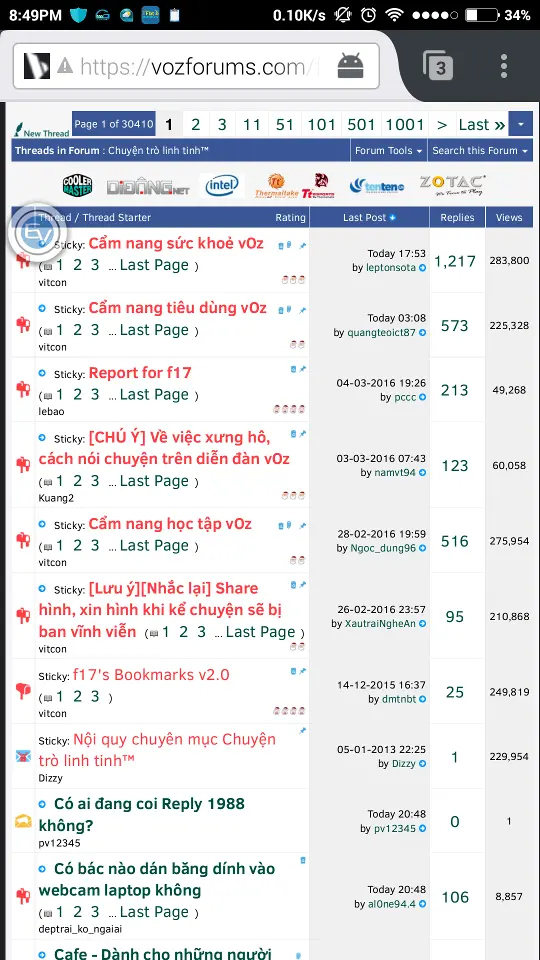 8:49PM 0.10K/s 34%
https://vozforums.com/ 3
New Thread Page 1 of 30410 1 2 3 11 51 101 501 1001 > Last »
Threads in Forum : Chuyện trò linh tinh™ Forum Tools Search this Forum
COOLER MASTER DIĐỘNG.NET intel Thermaltake Tt eSPORTS tenten ZOTAC
Thread / Thread Starter Rating Last Post Replies Views
EV
Sticky: Cẩm nang sức khoẻ vOz
( 1 2 3 ... Last Page )
vitcon
Today 17:53
by leptonsota
1,217 283,800
Sticky: Cẩm nang tiêu dùng vOz
( 1 2 3 ... Last Page )
vitcon
Today 03:08
by quangteoict87
573 225,328
Sticky: Report for f17
( 1 2 3 ... Last Page )
lebao
04-03-2016 19:26
by pccc
213 49,268
Sticky: [CHÚ Ý] Về việc xưng hô,
cách nói chuyện trên diễn đàn vOz
( 1 2 3 ... Last Page )
Kuang2
03-03-2016 07:43
by namvt94
123 60,058
Sticky: Cẩm nang học tập vOz
( 1 2 3 ... Last Page )
vitcon
28-02-2016 19:59
by Ngoc_dung96
516 275,954
Sticky: [Lưu ý][Nhắc lại] Share
hình, xin hình khi kể chuyện sẽ bị
ban vĩnh viễn ( 1 2 3 ... Last Page )
vitcon
26-02-2016 23:57
by XautraiNgheAn
95 210,868
Sticky: f17's Bookmarks v2.0
( 1 2 3 )
vitcon
14-12-2015 16:37
by dmtnbt
25 249,819
Sticky: Nội quy chuyên mục Chuyện
trò linh tinh™
Dizzy
05-01-2013 22:25
by Dizzy
1 229,954
Có ai đang coi Reply 1988
không?
pv12345
Today 20:48
by pv12345
0 1
Có bác nào dán băng dính vào
webcam laptop không
( 1 2 3 ... Last Page )
deptrai_ko_ngaiai
Today 20:48
by al0ne94.4
106 8,857
Cafe - Dành cho những người